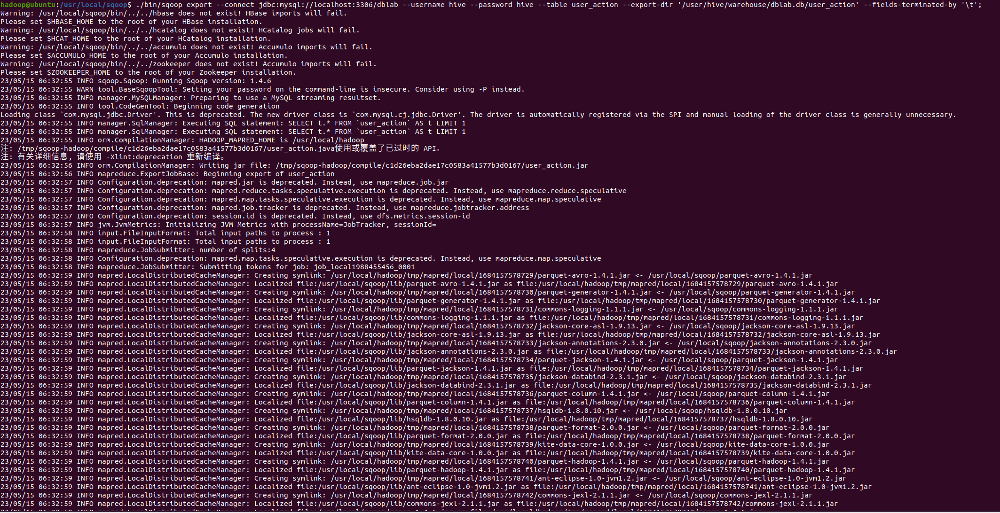 hadoop@ubuntu:/usr/local/sqoop$ ./bin/sqoop export --connect jdbc:mysql://localhost:3306/dblab --username hive --password hive --table user_action --export-dir '/user/hive/warehouse/dblab.db/user_action' --fields-terminated-by '\t';
Warning: /usr/local/sqoop/bin/../../hbase does not exist! HBase imports will fail.
Please set $HBASE_HOME to the root of your HBase installation.
Warning: /usr/local/sqoop/bin/../../hcatalog does not exist! HCatalog jobs will fail.
Please set $HCAT_HOME to the root of your HCatalog installation.
Warning: /usr/local/sqoop/bin/../../accumulo does not exist! Accumulo imports will fail.
Please set $ACCUMULO_HOME to the root of your Accumulo installation.
Warning: /usr/local/sqoop/bin/../../zookeeper does not exist! Accumulo imports will fail.
Please set $ZOOKEEPER_HOME to the root of your Zookeeper installation.
23/05/15 06:32:55 INFO sqoop.Sqoop: Running Sqoop version: 1.4.6
23/05/15 06:32:55 WARN tool.BaseSqoopTool: Setting your password on the command-line is insecure. Consider using -P instead.
23/05/15 06:32:55 INFO manager.MySQLManager: Preparing to use a MySQL streaming resultset.
23/05/15 06:32:55 INFO tool.CodeGenTool: Beginning code generation
Loading class `com.mysql.jdbc.Driver'. This is deprecated. The new driver class is `com.mysql.cj.jdbc.Driver'. The driver is automatically registered via the SPI and manual loading of the driver class is generally unnecessary.
23/05/15 06:32:55 INFO manager.SqlManager: Executing SQL statement: SELECT t.* FROM `user_action` AS t LIMIT 1
23/05/15 06:32:55 INFO manager.SqlManager: Executing SQL statement: SELECT t.* FROM `user_action` AS t LIMIT 1
23/05/15 06:32:55 INFO orm.CompilationManager: HADOOP_MAPRED_HOME is /usr/local/hadoop
注: /tmp/sqoop-hadoop/compile/c1d26eba2dae17c0583a41577b3d0167/user_action.java使用或覆盖了已过时的 API。
注: 有关详细信息, 请使用 -Xlint:deprecation 重新编译。
23/05/15 06:32:56 INFO orm.CompilationManager: Writing jar file: /tmp/sqoop-hadoop/compile/c1d26eba2dae17c0583a41577b3d0167/user_action.jar
23/05/15 06:32:56 INFO mapreduce.ExportJobBase: Beginning export of user_action
23/05/15 06:32:57 INFO Configuration.deprecation: mapred.jar is deprecated. Instead, use mapreduce.job.jar
23/05/15 06:32:57 INFO Configuration.deprecation: mapred.reduce.tasks.speculative.execution is deprecated. Instead, use mapreduce.reduce.speculative
23/05/15 06:32:57 INFO Configuration.deprecation: mapred.map.tasks.speculative.execution is deprecated. Instead, use mapreduce.map.speculative
23/05/15 06:32:57 INFO Configuration.deprecation: mapred.job.tracker is deprecated. Instead, use mapreduce.jobtracker.address
23/05/15 06:32:57 INFO Configuration.deprecation: session.id is deprecated. Instead, use dfs.metrics.session-id
23/05/15 06:32:57 INFO jvm.JvmMetrics: Initializing JVM Metrics with processName=JobTracker, sessionId=
23/05/15 06:32:58 INFO input.FileInputFormat: Total input paths to process : 1
23/05/15 06:32:58 INFO input.FileInputFormat: Total input paths to process : 1
23/05/15 06:32:58 INFO mapreduce.JobSubmitter: number of splits:4
23/05/15 06:32:58 INFO Configuration.deprecation: mapred.map.tasks.speculative.execution is deprecated. Instead, use mapreduce.map.speculative
23/05/15 06:32:58 INFO mapreduce.JobSubmitter: Submitting tokens for job: job_local1988455456_0001
23/05/15 06:32:59 INFO mapred.LocalDistributedCacheManager: Creating symlink: /usr/local/hadoop/tmp/mapred/local/1684157578729/parquet-avro-1.4.1.jar <- /usr/local/sqoop/parquet-avro-1.4.1.jar
23/05/15 06:32:59 INFO mapred.LocalDistributedCacheManager: Localized file:/usr/local/sqoop/lib/parquet-avro-1.4.1.jar as file:/usr/local/hadoop/tmp/mapred/local/1684157578729/parquet-avro-1.4.1.jar
23/05/15 06:32:59 INFO mapred.LocalDistributedCacheManager: Creating symlink: /usr/local/hadoop/tmp/mapred/local/1684157578730/parquet-generator-1.4.1.jar <- /usr/local/sqoop/parquet-generator-1.4.1.jar
23/05/15 06:32:59 INFO mapred.LocalDistributedCacheManager: Localized file:/usr/local/sqoop/lib/parquet-generator-1.4.1.jar as file:/usr/local/hadoop/tmp/mapred/local/1684157578730/parquet-generator-1.4.1.jar
23/05/15 06:32:59 INFO mapred.LocalDistributedCacheManager: Creating symlink: /usr/local/hadoop/tmp/mapred/local/1684157578731/commons-logging-1.1.1.jar <- /usr/local/sqoop/commons-logging-1.1.1.jar
23/05/15 06:32:59 INFO mapred.LocalDistributedCacheManager: Localized file:/usr/local/sqoop/lib/commons-logging-1.1.1.jar as file:/usr/local/hadoop/tmp/mapred/local/1684157578731/commons-logging-1.1.1.jar
23/05/15 06:32:59 INFO mapred.LocalDistributedCacheManager: Creating symlink: /usr/local/hadoop/tmp/mapred/local/1684157578732/jackson-core-asl-1.9.13.jar <- /usr/local/sqoop/jackson-core-asl-1.9.13.jar
23/05/15 06:32:59 INFO mapred.LocalDistributedCacheManager: Localized file:/usr/local/sqoop/lib/jackson-core-asl-1.9.13.jar as file:/usr/local/hadoop/tmp/mapred/local/1684157578732/jackson-core-asl-1.9.13.jar
23/05/15 06:32:59 INFO mapred.LocalDistributedCacheManager: Creating symlink: /usr/local/hadoop/tmp/mapred/local/1684157578733/jackson-annotations-2.3.0.jar <- /usr/local/sqoop/jackson-annotations-2.3.0.jar
23/05/15 06:32:59 INFO mapred.LocalDistributedCacheManager: Localized file:/usr/local/sqoop/lib/jackson-annotations-2.3.0.jar as file:/usr/local/hadoop/tmp/mapred/local/1684157578733/jackson-annotations-2.3.0.jar
23/05/15 06:32:59 INFO mapred.LocalDistributedCacheManager: Creating symlink: /usr/local/hadoop/tmp/mapred/local/1684157578734/parquet-jackson-1.4.1.jar <- /usr/local/sqoop/parquet-jackson-1.4.1.jar
23/05/15 06:32:59 INFO mapred.LocalDistributedCacheManager: Localized file:/usr/local/sqoop/lib/parquet-jackson-1.4.1.jar as file:/usr/local/hadoop/tmp/mapred/local/1684157578734/parquet-jackson-1.4.1.jar
23/05/15 06:32:59 INFO mapred.LocalDistributedCacheManager: Creating symlink: /usr/local/hadoop/tmp/mapred/local/1684157578735/jackson-databind-2.3.1.jar <- /usr/local/sqoop/jackson-databind-2.3.1.jar
23/05/15 06:32:59 INFO mapred.LocalDistributedCacheManager: Localized file:/usr/local/sqoop/lib/jackson-databind-2.3.1.jar as file:/usr/local/hadoop/tmp/mapred/local/1684157578735/jackson-databind-2.3.1.jar
23/05/15 06:32:59 INFO mapred.LocalDistributedCacheManager: Creating symlink: /usr/local/hadoop/tmp/mapred/local/1684157578736/parquet-column-1.4.1.jar <- /usr/local/sqoop/parquet-column-1.4.1.jar
23/05/15 06:32:59 INFO mapred.LocalDistributedCacheManager: Localized file:/usr/local/sqoop/lib/parquet-column-1.4.1.jar as file:/usr/local/hadoop/tmp/mapred/local/1684157578736/parquet-column-1.4.1.jar
23/05/15 06:32:59 INFO mapred.LocalDistributedCacheManager: Creating symlink: /usr/local/hadoop/tmp/mapred/local/1684157578737/hsqldb-1.8.0.10.jar <- /usr/local/sqoop/hsqldb-1.8.0.10.jar
23/05/15 06:32:59 INFO mapred.LocalDistributedCacheManager: Localized file:/usr/local/sqoop/lib/hsqldb-1.8.0.10.jar as file:/usr/local/hadoop/tmp/mapred/local/1684157578737/hsqldb-1.8.0.10.jar
23/05/15 06:32:59 INFO mapred.LocalDistributedCacheManager: Creating symlink: /usr/local/hadoop/tmp/mapred/local/1684157578738/parquet-format-2.0.0.jar <- /usr/local/sqoop/parquet-format-2.0.0.jar
23/05/15 06:32:59 INFO mapred.LocalDistributedCacheManager: Localized file:/usr/local/sqoop/lib/parquet-format-2.0.0.jar as file:/usr/local/hadoop/tmp/mapred/local/1684157578738/parquet-format-2.0.0.jar
23/05/15 06:32:59 INFO mapred.LocalDistributedCacheManager: Creating symlink: /usr/local/hadoop/tmp/mapred/local/1684157578739/kite-data-core-1.0.0.jar <- /usr/local/sqoop/kite-data-core-1.0.0.jar
23/05/15 06:32:59 INFO mapred.LocalDistributedCacheManager: Localized file:/usr/local/sqoop/lib/kite-data-core-1.0.0.jar as file:/usr/local/hadoop/tmp/mapred/local/1684157578739/kite-data-core-1.0.0.jar
23/05/15 06:32:59 INFO mapred.LocalDistributedCacheManager: Creating symlink: /usr/local/hadoop/tmp/mapred/local/1684157578740/parquet-hadoop-1.4.1.jar <- /usr/local/sqoop/parquet-hadoop-1.4.1.jar
23/05/15 06:32:59 INFO mapred.LocalDistributedCacheManager: Localized file:/usr/local/sqoop/lib/parquet-hadoop-1.4.1.jar as file:/usr/local/hadoop/tmp/mapred/local/1684157578740/parquet-hadoop-1.4.1.jar
23/05/15 06:32:59 INFO mapred.LocalDistributedCacheManager: Creating symlink: /usr/local/hadoop/tmp/mapred/local/1684157578741/ant-eclipse-1.0-jvm1.2.jar <- /usr/local/sqoop/ant-eclipse-1.0-jvm1.2.jar
23/05/15 06:32:59 INFO mapred.LocalDistributedCacheManager: Localized file:/usr/local/sqoop/lib/ant-eclipse-1.0-jvm1.2.jar as file:/usr/local/hadoop/tmp/mapred/local/1684157578741/ant-eclipse-1.0-jvm1.2.jar
23/05/15 06:32:59 INFO mapred.LocalDistributedCacheManager: Creating symlink: /usr/local/hadoop/tmp/mapred/local/1684157578742/commons-jexl-2.1.1.jar <- /usr/local/sqoop/commons-jexl-2.1.1.jar
23/05/15 06:32:59 INFO mapred.LocalDistributedCacheManager: Localized file:/usr/local/sqoop/lib/commons-jexl-2.1.1.jar as file:/usr/local/hadoop/tmp/mapred/local/1684157578742/commons-jexl-2.1.1.jar